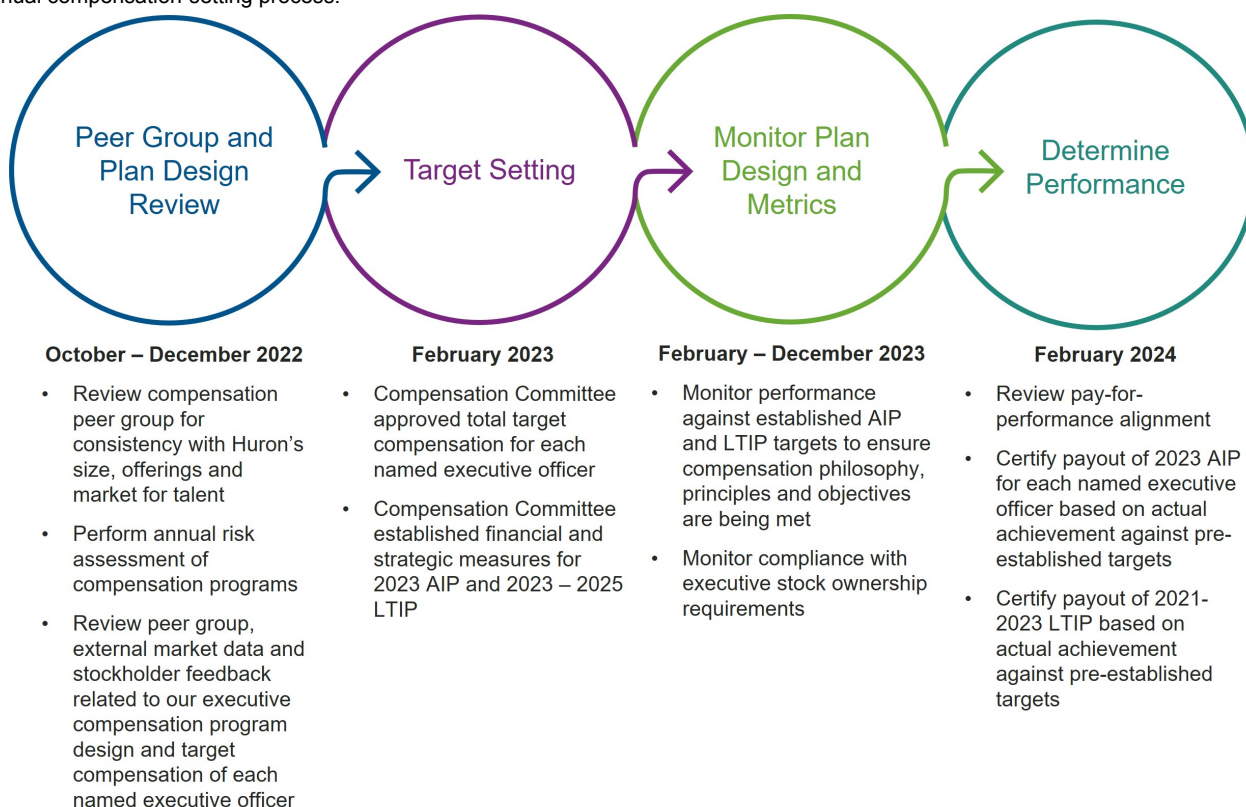 nual compensation-setting process.
Peer Group and
Plan Design
Review
Target Setting
Monitor Plan
Design and
Metrics
Determine
Performance
October – December 2022
• Review compensation
peer group for
consistency with Huron’s
size, offerings and
market for talent
• Perform annual risk
assessment of
compensation programs
• Review peer group,
external market data and
stockholder feedback
related to our executive
compensation program
design and target
compensation of each
named executive officer
February 2023
• Compensation Committee
approved total target
compensation for each
named executive officer
• Compensation Committee
established financial and
strategic measures for
2023 AIP and 2023 – 2025
LTIP
February – December 2023
• Monitor performance
against established AIP
and LTIP targets to ensure
compensation philosophy,
principles and objectives
are being met
• Monitor compliance with
executive stock ownership
requirements
February 2024
• Review pay-for-
performance alignment
• Certify payout of 2023 AIP
for each named executive
officer based on actual
achievement against pre-
established targets
• Certify payout of 2021-
2023 LTIP based on
actual achievement
against pre-established
targets